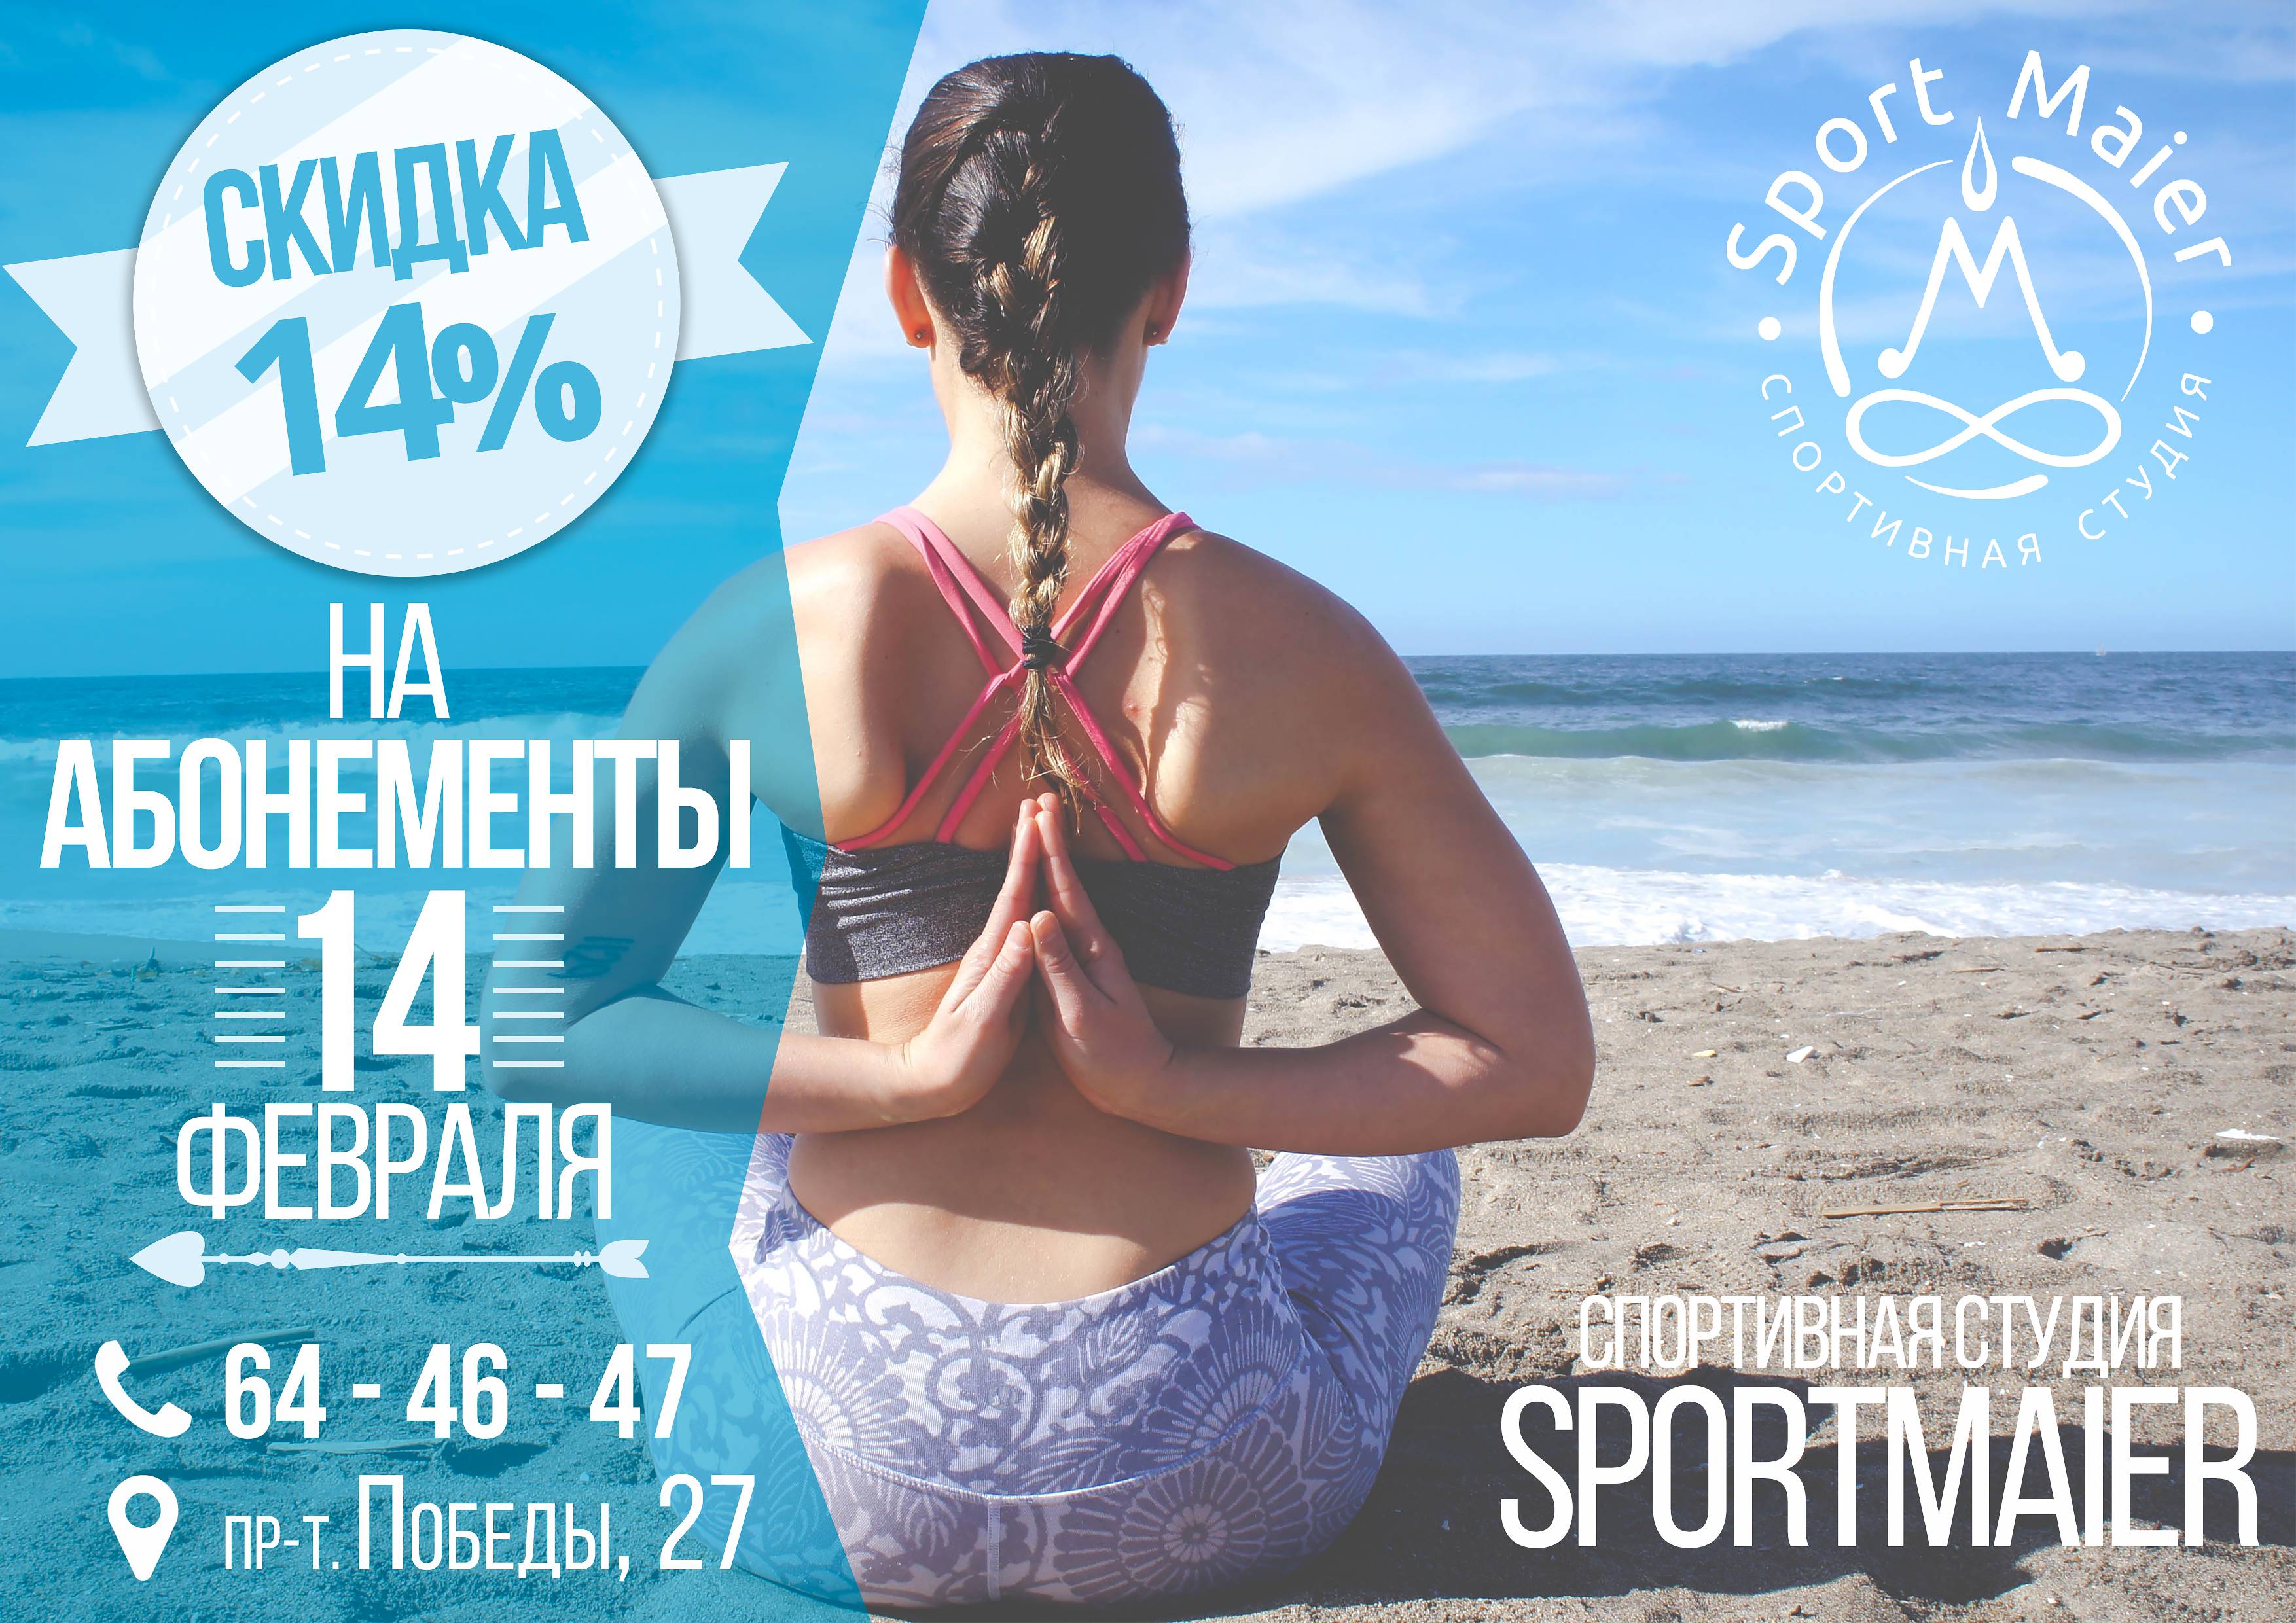 СКИДКА
14%
НА
АБОНЕМЕНТЫ
14
ФЕВРАЛЯ
64 - 46 - 47
ПР-Т. ПОБЕДЫ, 27
Sport Maier
M
СПОРТИВНАЯ СТУДИЯ
СПОРТИВНАЯ СТУДИЯ
SPORTMAIER